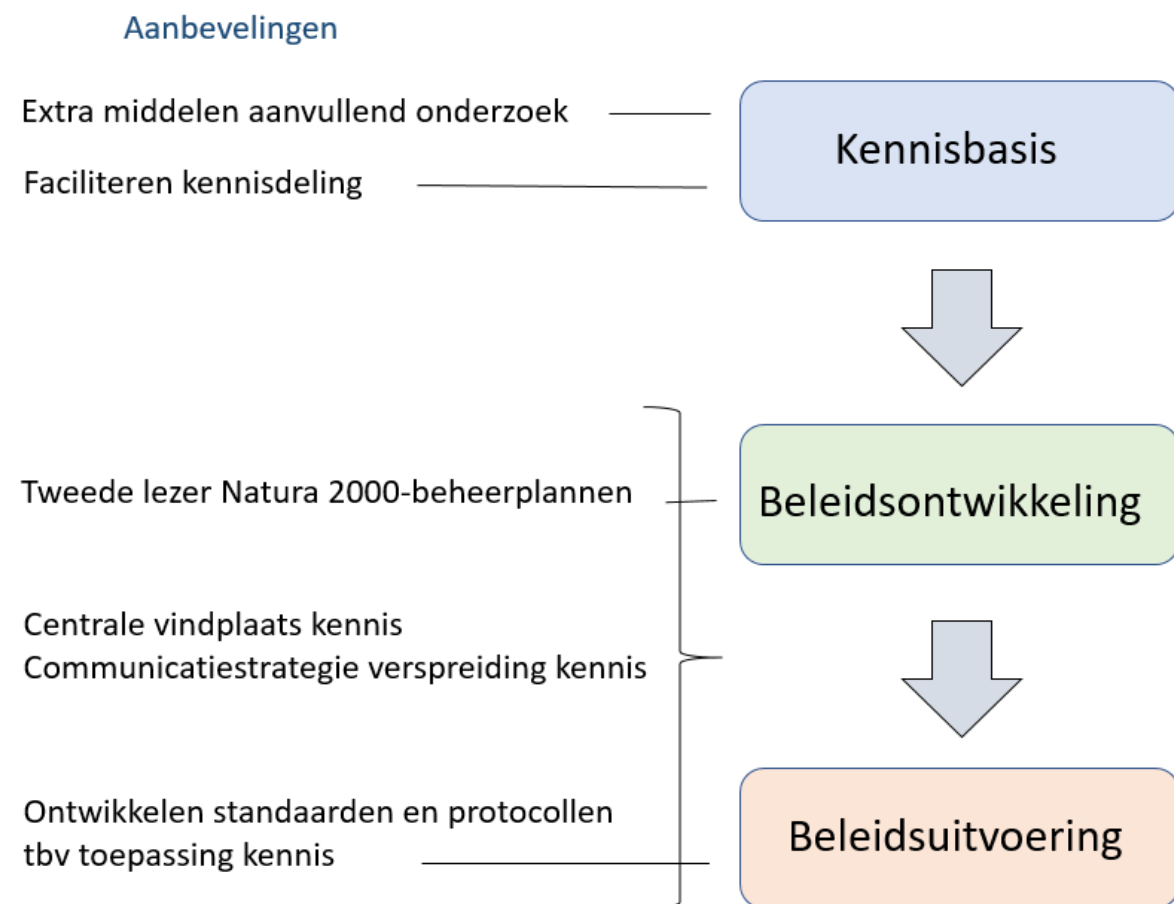 Aanbevelingen
Extra middelen aanvullend onderzoek
Kennisbasis
Faciliteren kennisdeling
Tweede lezer Natura 2000-beheerplannen
Beleidsontwikkeling
Centrale vindplaats kennis
Communicatiestrategie verspreiding kennis
Ontwikkelen standaarden en protocollen
tbv toepassing kennis
Beleidsuitvoering